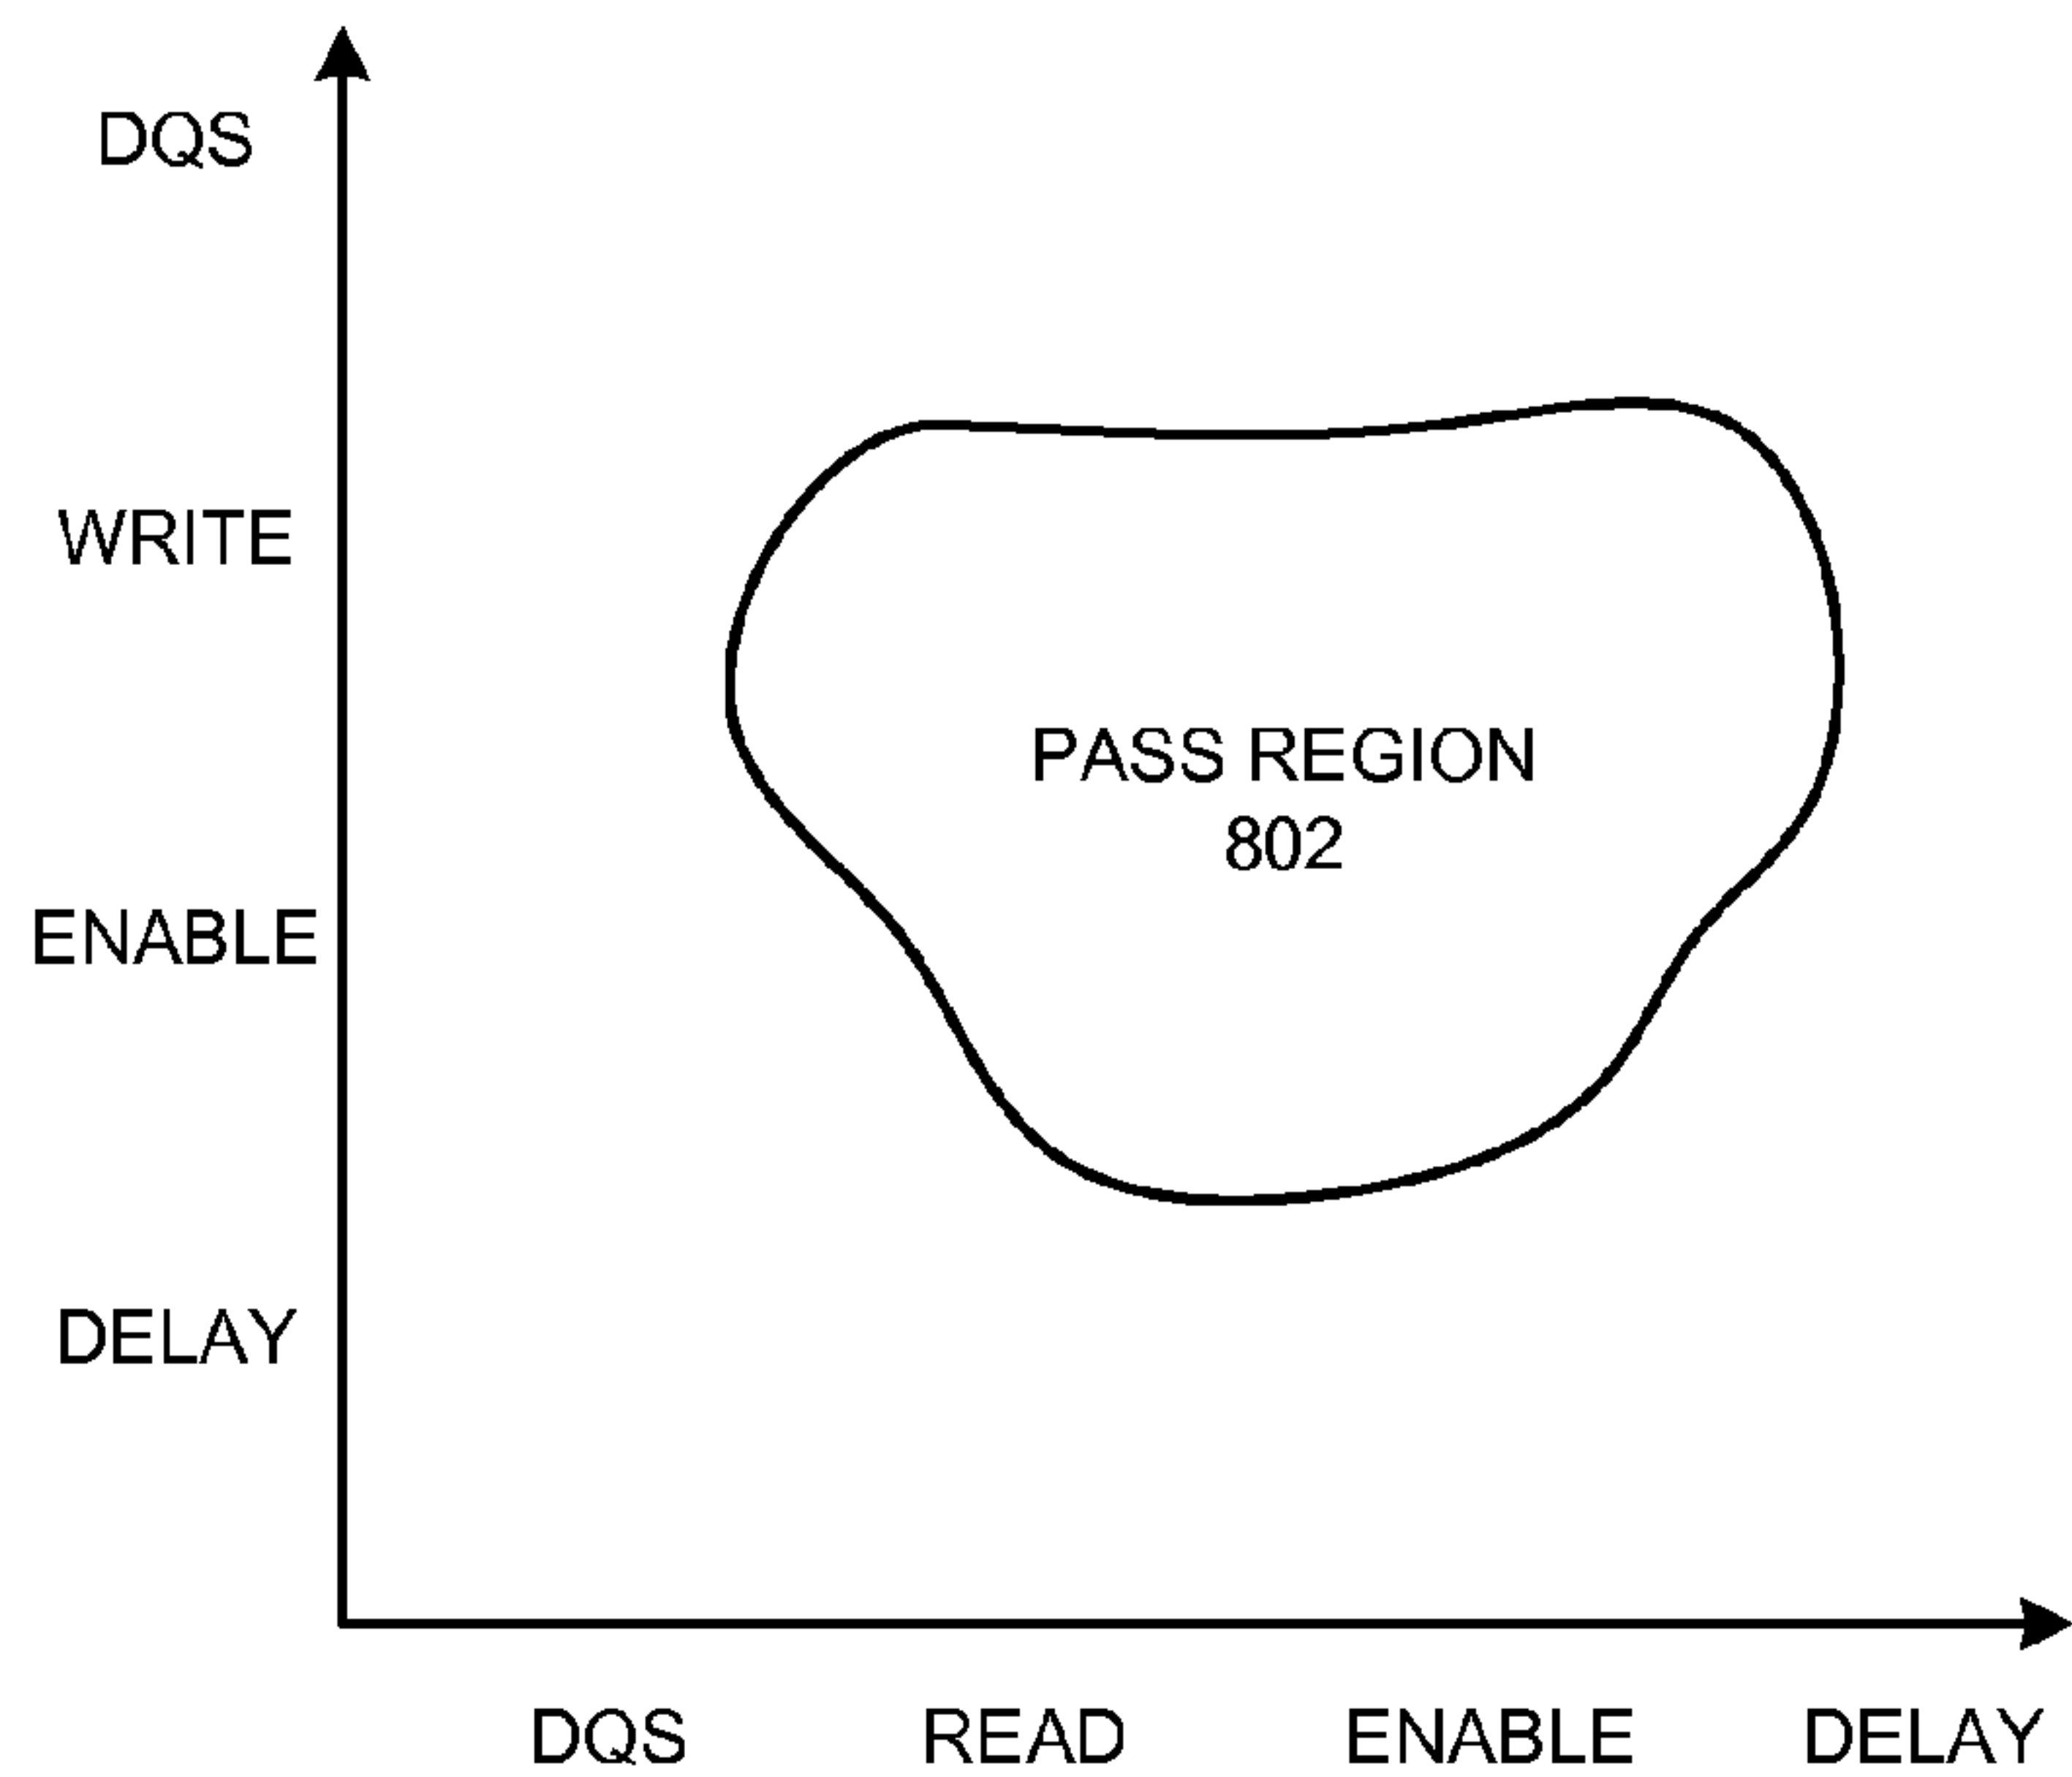 DQS
WRITE
ENABLE
DELAY
PASS REGION
802
DQS READ ENABLE DELAY